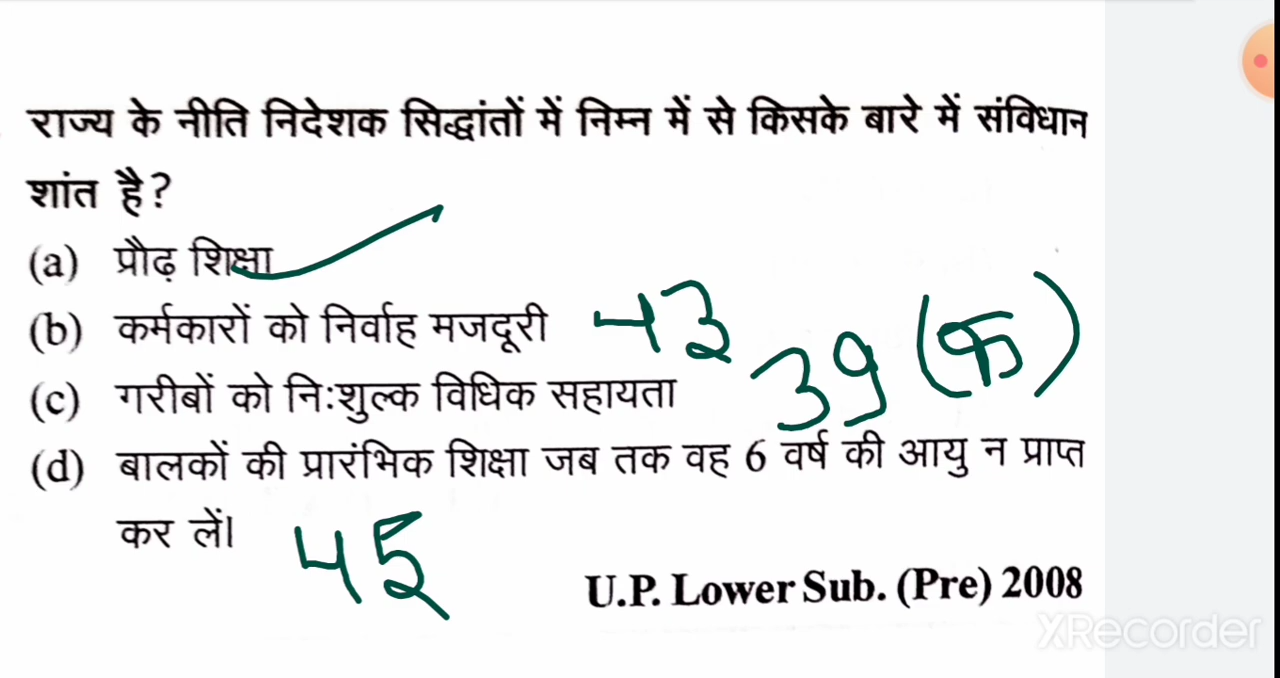 राज्य के नीति निदेशक सिद्धांतों में निम्न में से किसके बारे में संविधान
शांत है?
(a) प्रौढ़ शिक्षा
(b) कर्मकारों को निर्वाह मजदूरी 43
(c) गरीबों को नि:शुल्क विधिक सहायता 39 (क)
(d) बालकों की प्रारंभिक शिक्षा जब तक वह 6 वर्ष की आयु न प्राप्त
कर लें। 45
U.P. Lower Sub. (Pre) 2008
XRecorder